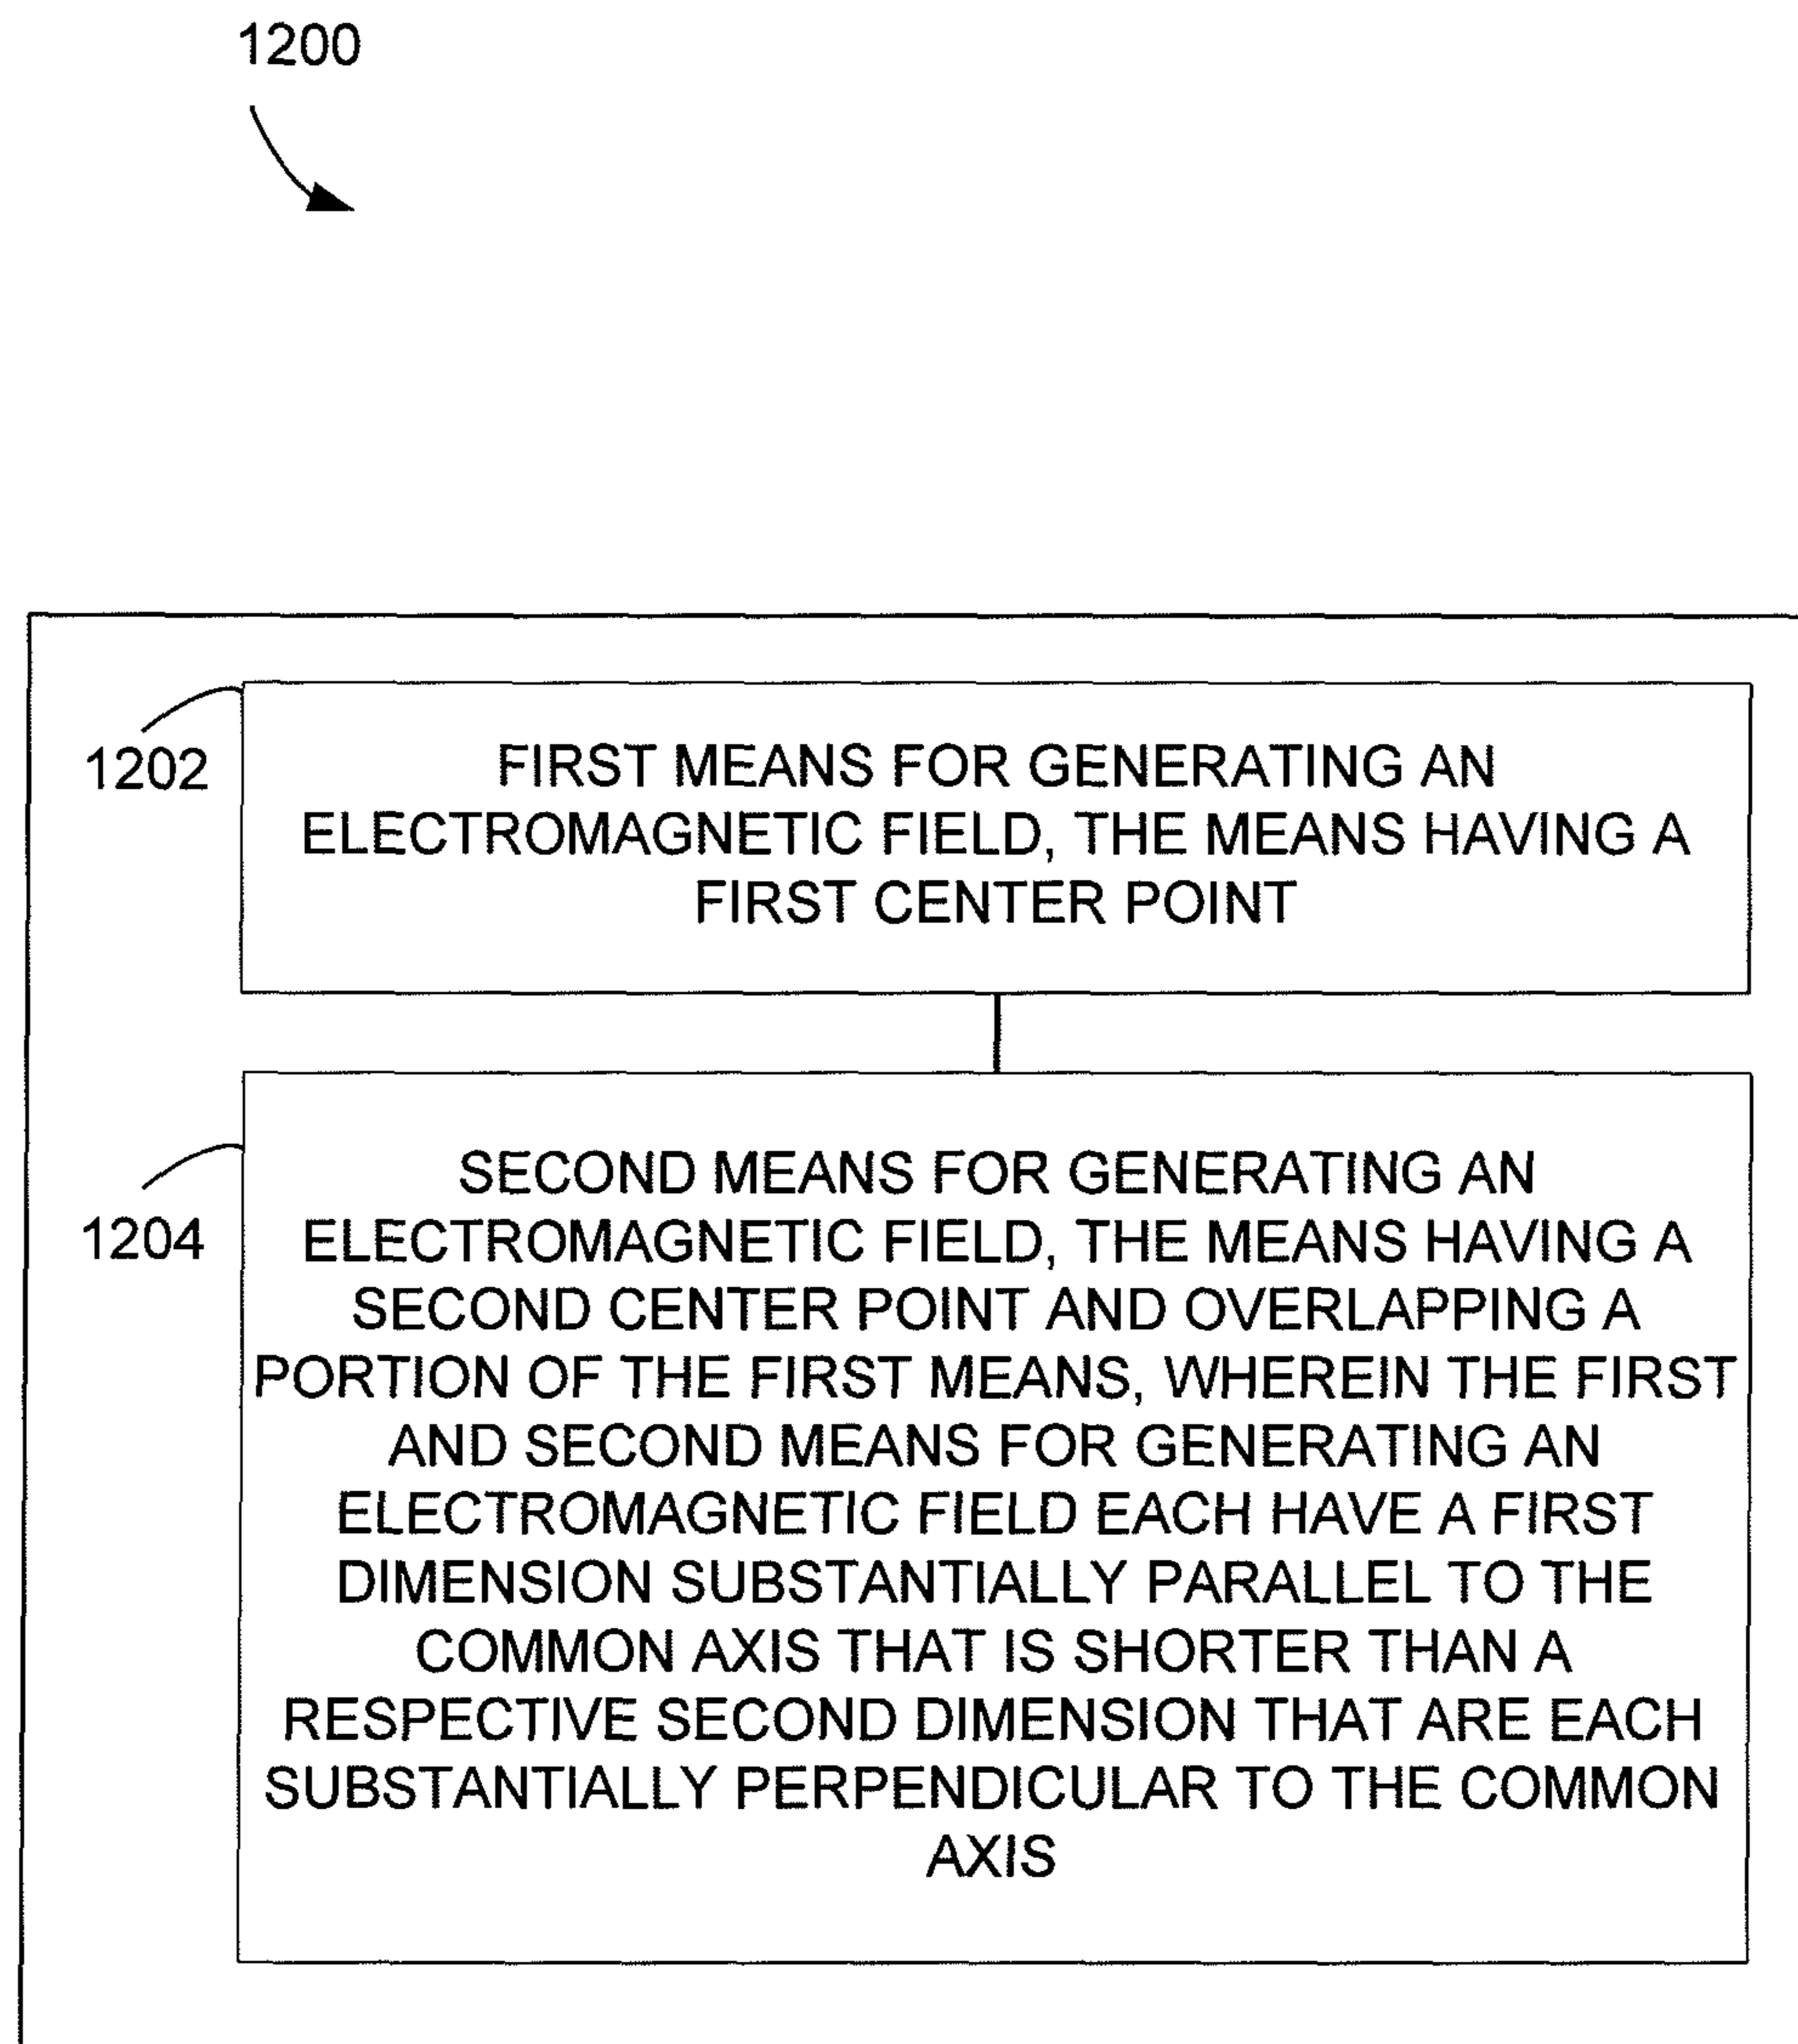 1200
1202
FIRST MEANS FOR GENERATING AN
ELECTROMAGNETIC FIELD, THE MEANS HAVING A
FIRST CENTER POINT
1204
SECOND MEANS FOR GENERATING AN
ELECTROMAGNETIC FIELD, THE MEANS HAVING A
SECOND CENTER POINT AND OVERLAPPING A
PORTION OF THE FIRST MEANS, WHEREIN THE FIRST
AND SECOND MEANS FOR GENERATING AN
ELECTROMAGNETIC FIELD EACH HAVE A FIRST
DIMENSION SUBSTANTIALLY PARALLEL TO THE
COMMON AXIS THAT IS SHORTER THAN A
RESPECTIVE SECOND DIMENSION THAT ARE EACH
SUBSTANTIALLY PERPENDICULAR TO THE COMMON
AXIS